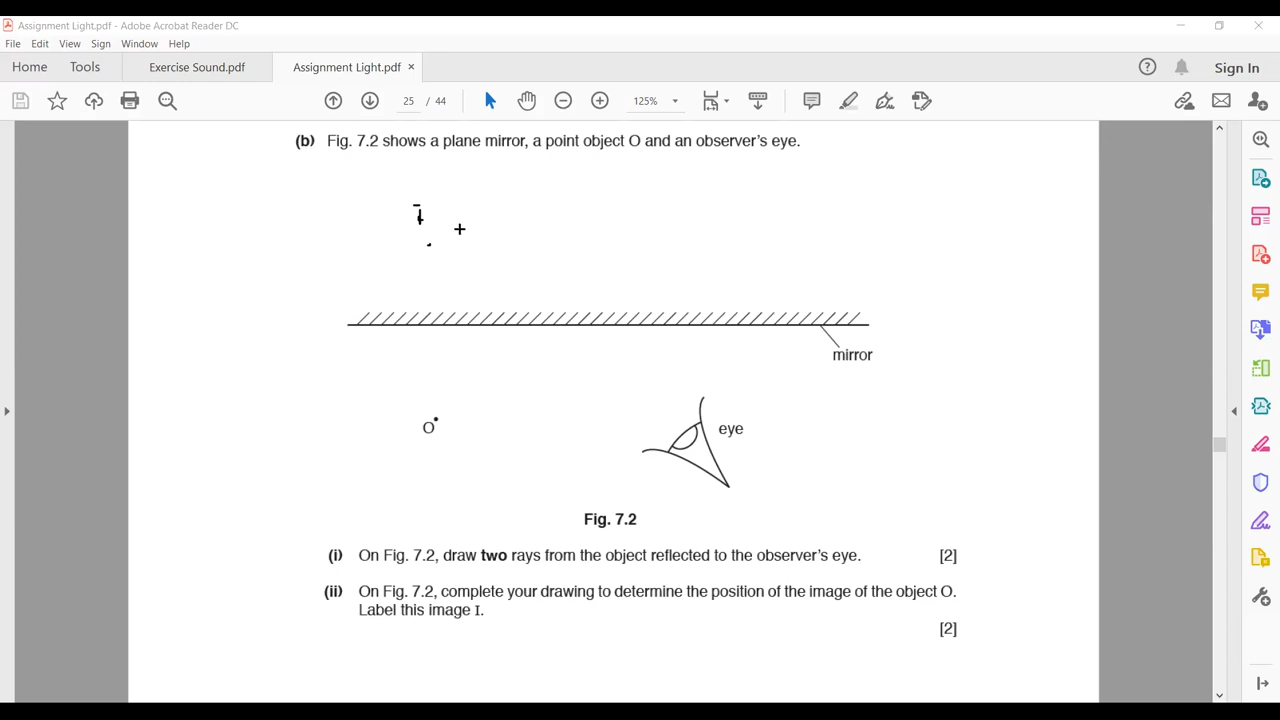 Assignment Light.pdf - Adobe Acrobat Reader DC
File Edit View Sign Window Help
Home Tools Exercise Sound.pdf Assignment Light.pdf × Sign In
25 / 44 125%
(b) Fig. 7.2 shows a plane mirror, a point object O and an observer's eye.
mirror
O
eye
Fig. 7.2
(i) On Fig. 7.2, draw two rays from the object reflected to the observer's eye. [2]
(ii) On Fig. 7.2, complete your drawing to determine the position of the image of the object O.
Label this image I.
[2]